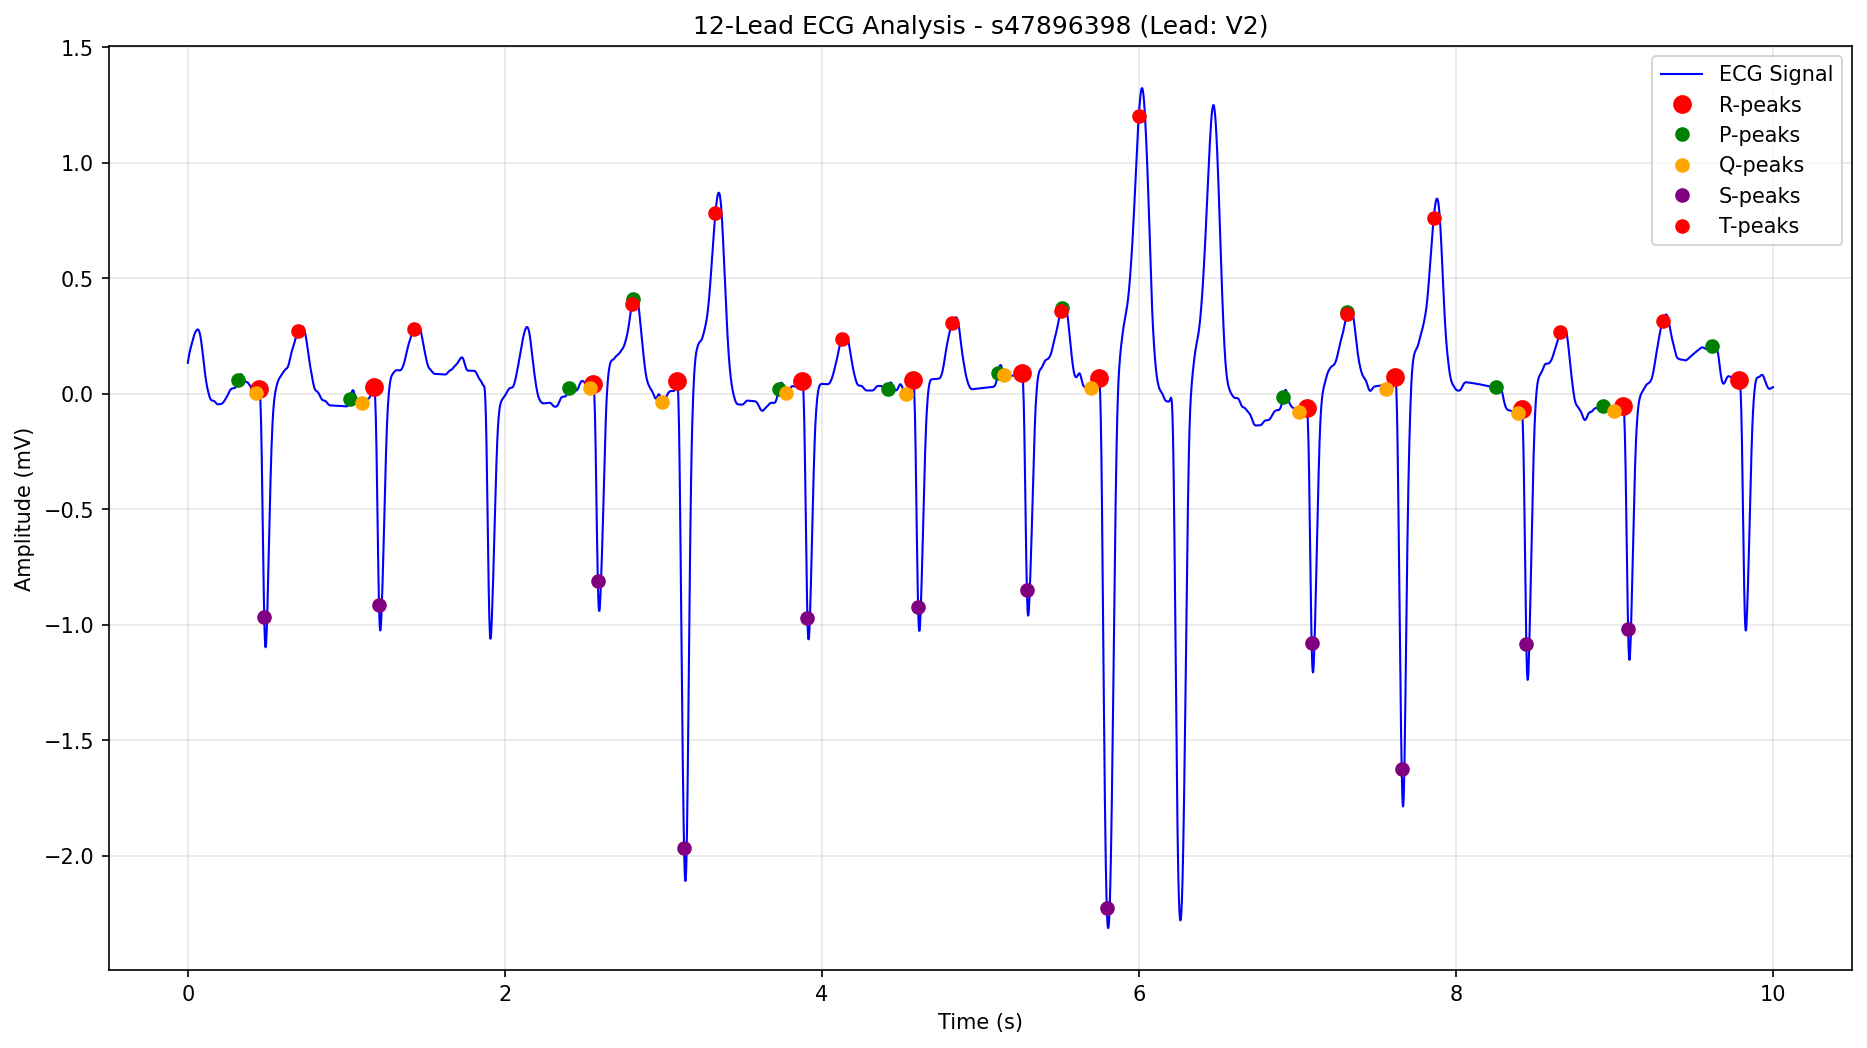 12-Lead ECG Analysis - s47896398 (Lead: V2)
ECG Signal
R-peaks
P-peaks
Q-peaks
S-peaks
T-peaks
1.5
1.0
0.5
0.0
−0.5
−1.0
−1.5
−2.0
Amplitude (mV)
0 2 4 6 8 10
Time (s)